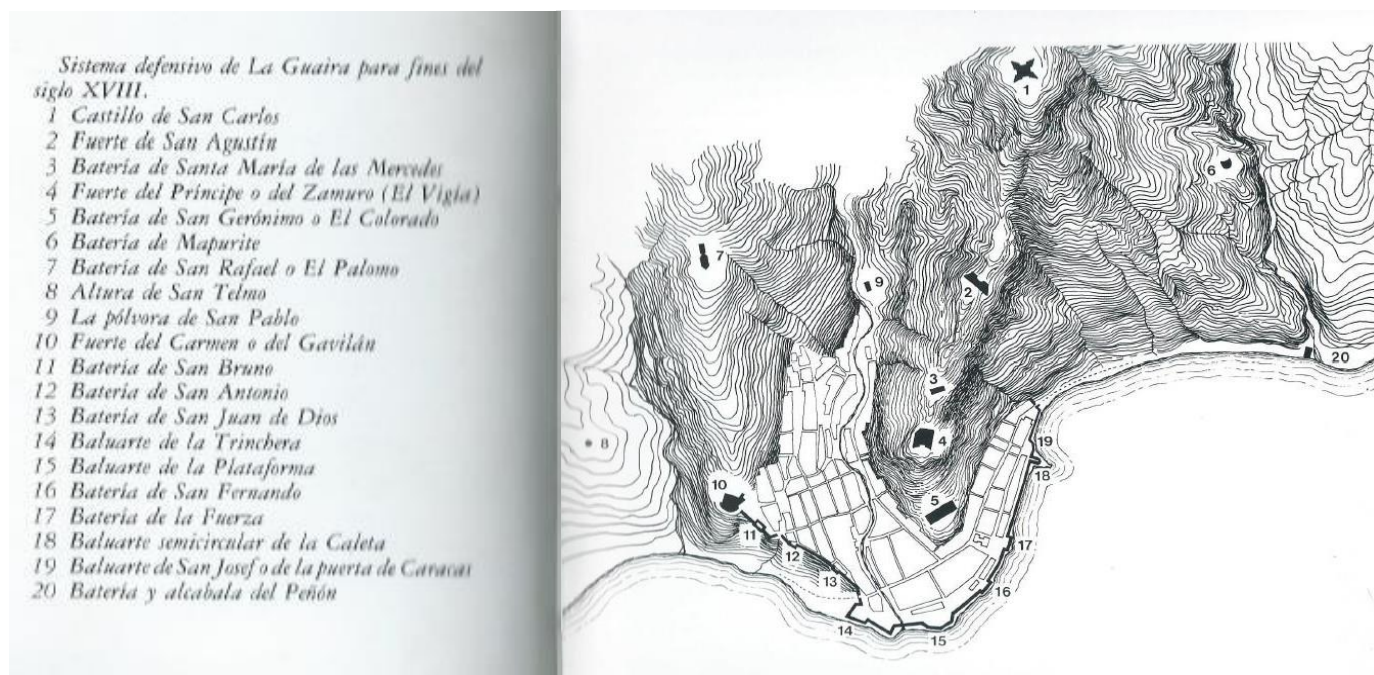 Sistema defensivo de La Guaira para fines del
siglo XVIII.
1 Castillo de San Carlos
2 Fuerte de San Agustín
3 Batería de Santa María de las Mercedes
4 Fuerte del Príncipe o del Zamuro (El Vigía)
5 Batería de San Gerónimo o El Colorado
6 Batería de Mapurite
7 Batería de San Rafael o El Palomo
8 Altura de San Telmo
9 La pólvora de San Pablo
10 Fuerte del Carmen o del Gavilán
11 Batería de San Bruno
12 Batería de San Antonio
13 Batería de San Juan de Dios
14 Baluarte de la Trinchera
15 Baluarte de la Plataforma
16 Batería de San Fernando
17 Batería de la Fuerza
18 Baluarte semicircular de la Caleta
19 Baluarte de San Josef o de la puerta de Caracas
20 Batería y alcabala del Peñón
1
6
7
9
2
20
3
4
8
19
18
10
5
11
17
12
13
16
14
15